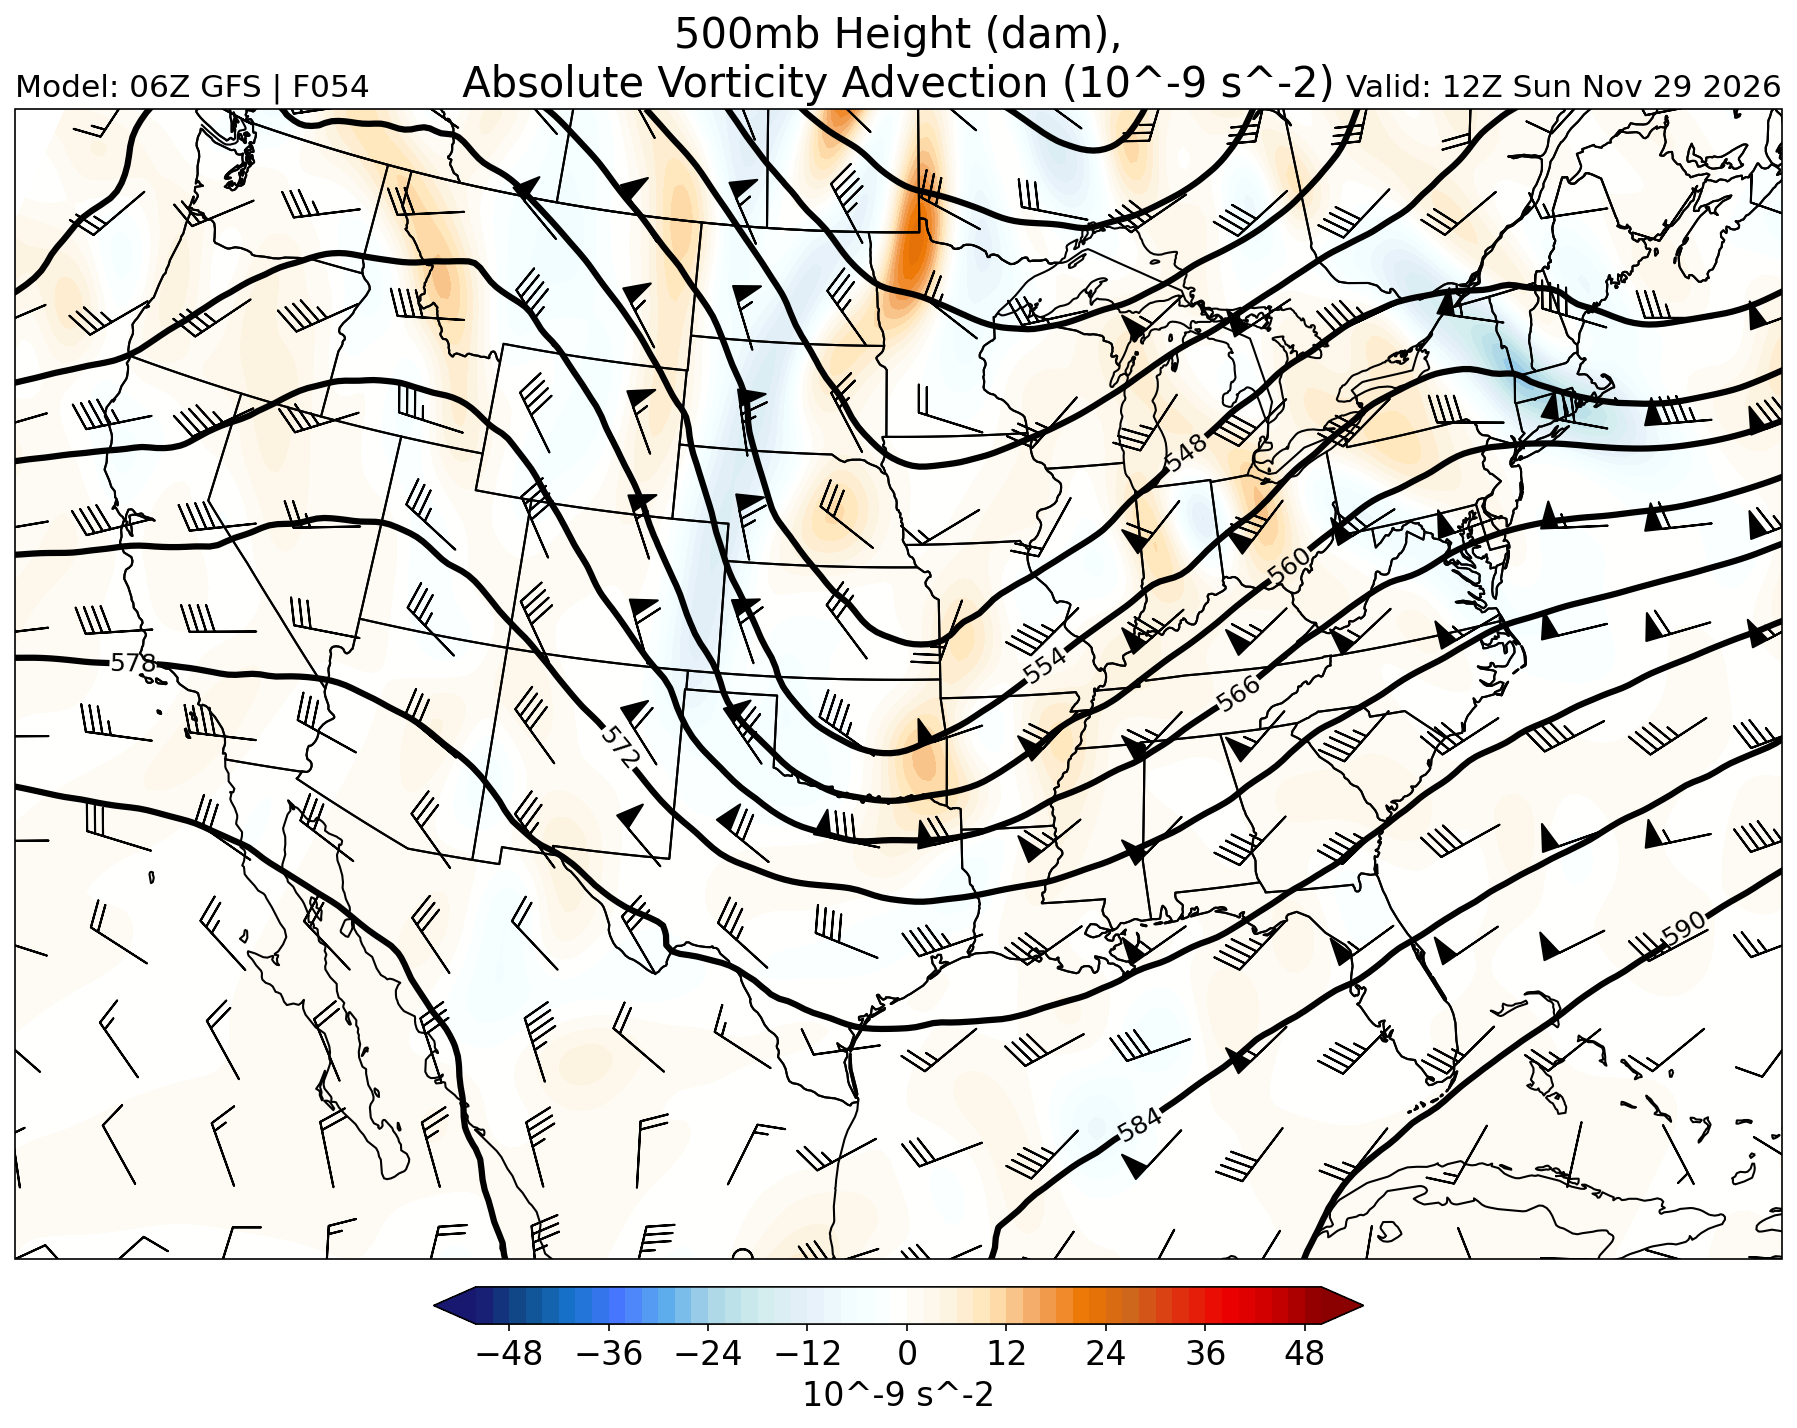 500mb Height (dam),
Model: 06Z GFS | F054
Absolute Vorticity Advection (10^-9 s^-2)
Valid: 12Z Sun Nov 29 2026
548
560
554
578
566
572
590
584
−48 −36 −24 −12 0 12 24 36 48
10^-9 s^-2